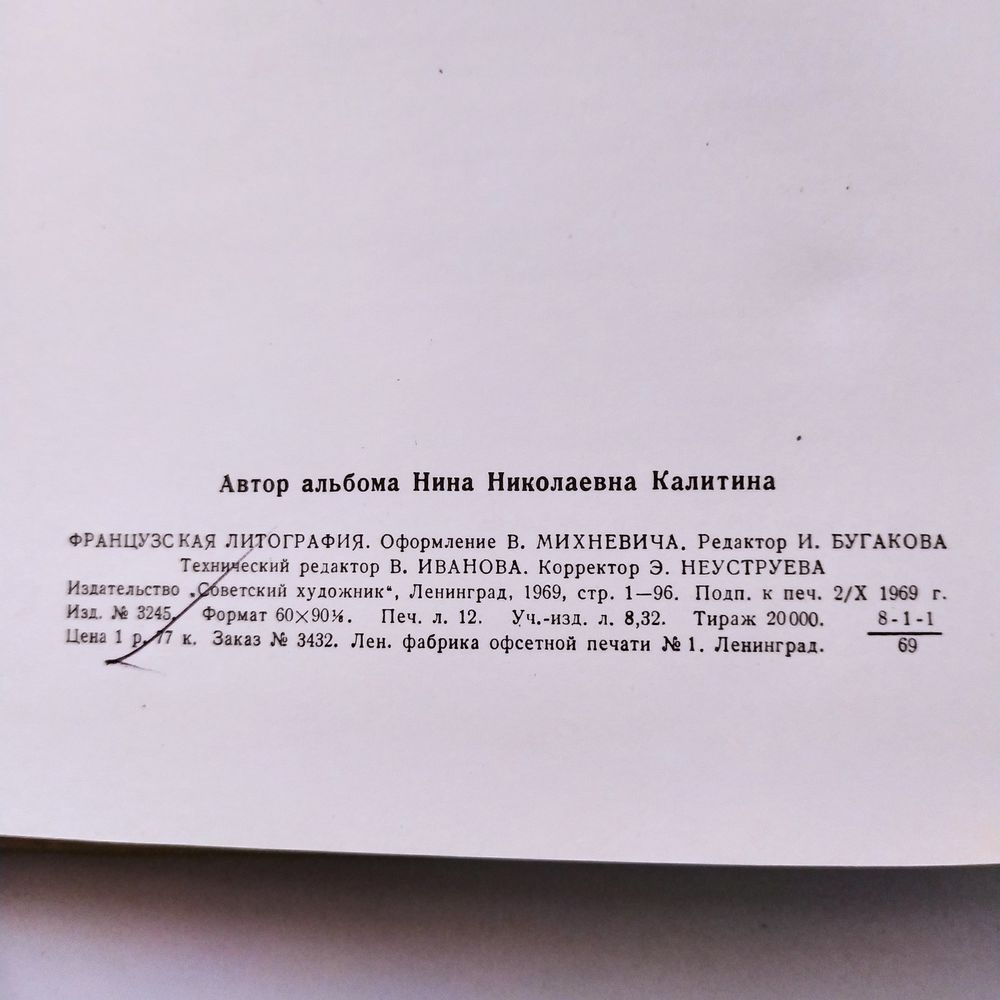 Автор альбома Нина Николаевна Калитина
ФРАНЦУЗСКАЯ ЛИТОГРАФИЯ. Оформление В. МИХНЕВИЧА. Редактор И. БУГАКОВА
Технический редактор В. ИВАНОВА. Корректор Э. НЕУСТРУЕВА
Издательство „Советский художник“, Ленинград, 1969, стр. 1—96. Подп. к печ. 2/X 1969 г.
Изд. № 3245. Формат 60×90⅛. Печ. л. 12. Уч.-изд. л. 8,32. Тираж 20000. 8-1-1
Цена 1 р. 77 к. Заказ № 3432. Лен. фабрика офсетной печати № 1. Ленинград. 69